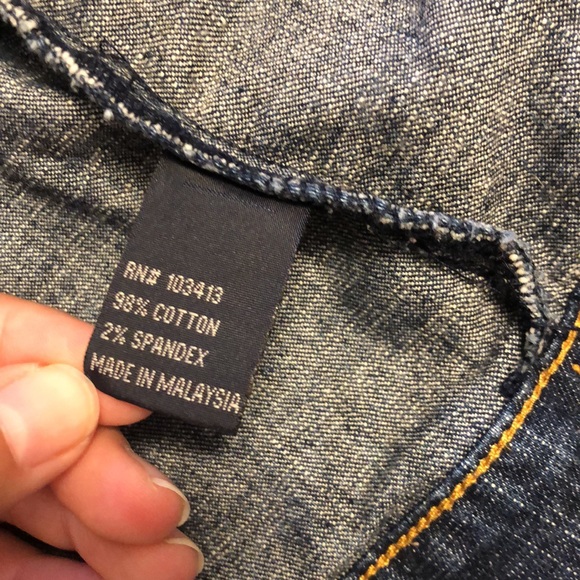 RN# 103413
98% COTTON
2% SPANDEX
MADE IN MALAYSIA